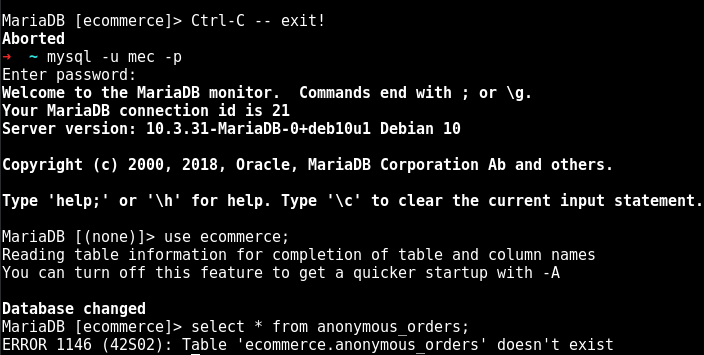 MariaDB [ecommerce]> Ctrl-C -- exit!
Aborted
→ ~ mysql -u mec -p
Enter password:
Welcome to the MariaDB monitor.  Commands end with ; or \g.
Your MariaDB connection id is 21
Server version: 10.3.31-MariaDB-0+deb10u1 Debian 10
Copyright (c) 2000, 2018, Oracle, MariaDB Corporation Ab and others.
Type 'help;' or '\h' for help. Type '\c' to clear the current input statement.
MariaDB [(none)]> use ecommerce;
Reading table information for completion of table and column names
You can turn off this feature to get a quicker startup with -A
Database changed
MariaDB [ecommerce]> select * from anonymous_orders;
ERROR 1146 (42S02): Table 'ecommerce.anonymous_orders' doesn't exist